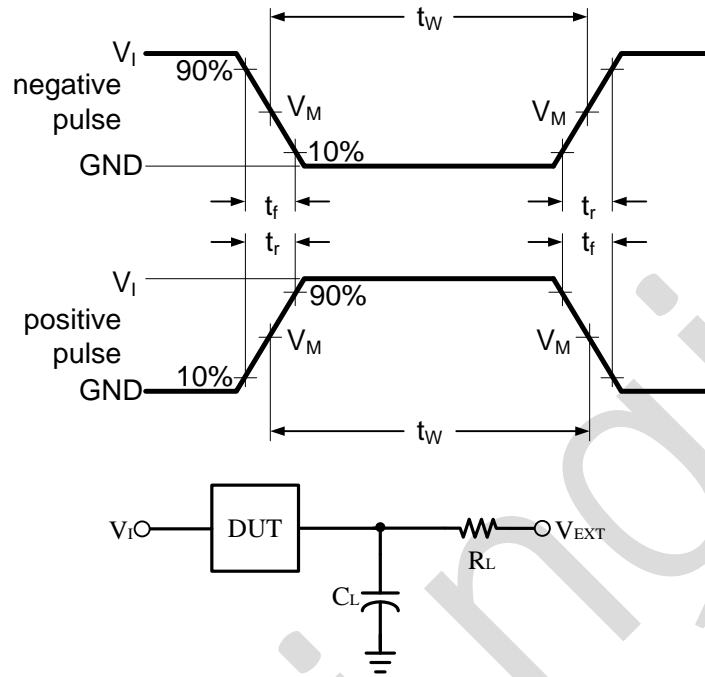 tW
VI
90%
negative
pulse
VM
VM
10%
GND
tf
tr
tr
tf
VI
90%
positive
pulse
VM
VM
10%
GND
tW
VI
DUT
VEXT
RL
CL